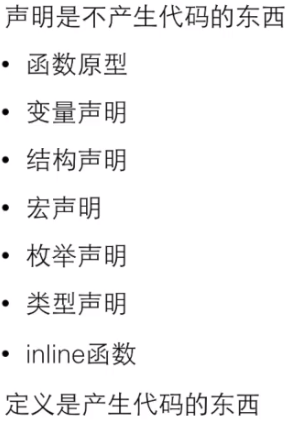 声明是不产生代码的东西
• 函数原型
• 变量声明
• 结构声明
• 宏声明
• 枚举声明
• 类型声明
• inline函数
定义是产生代码的东西